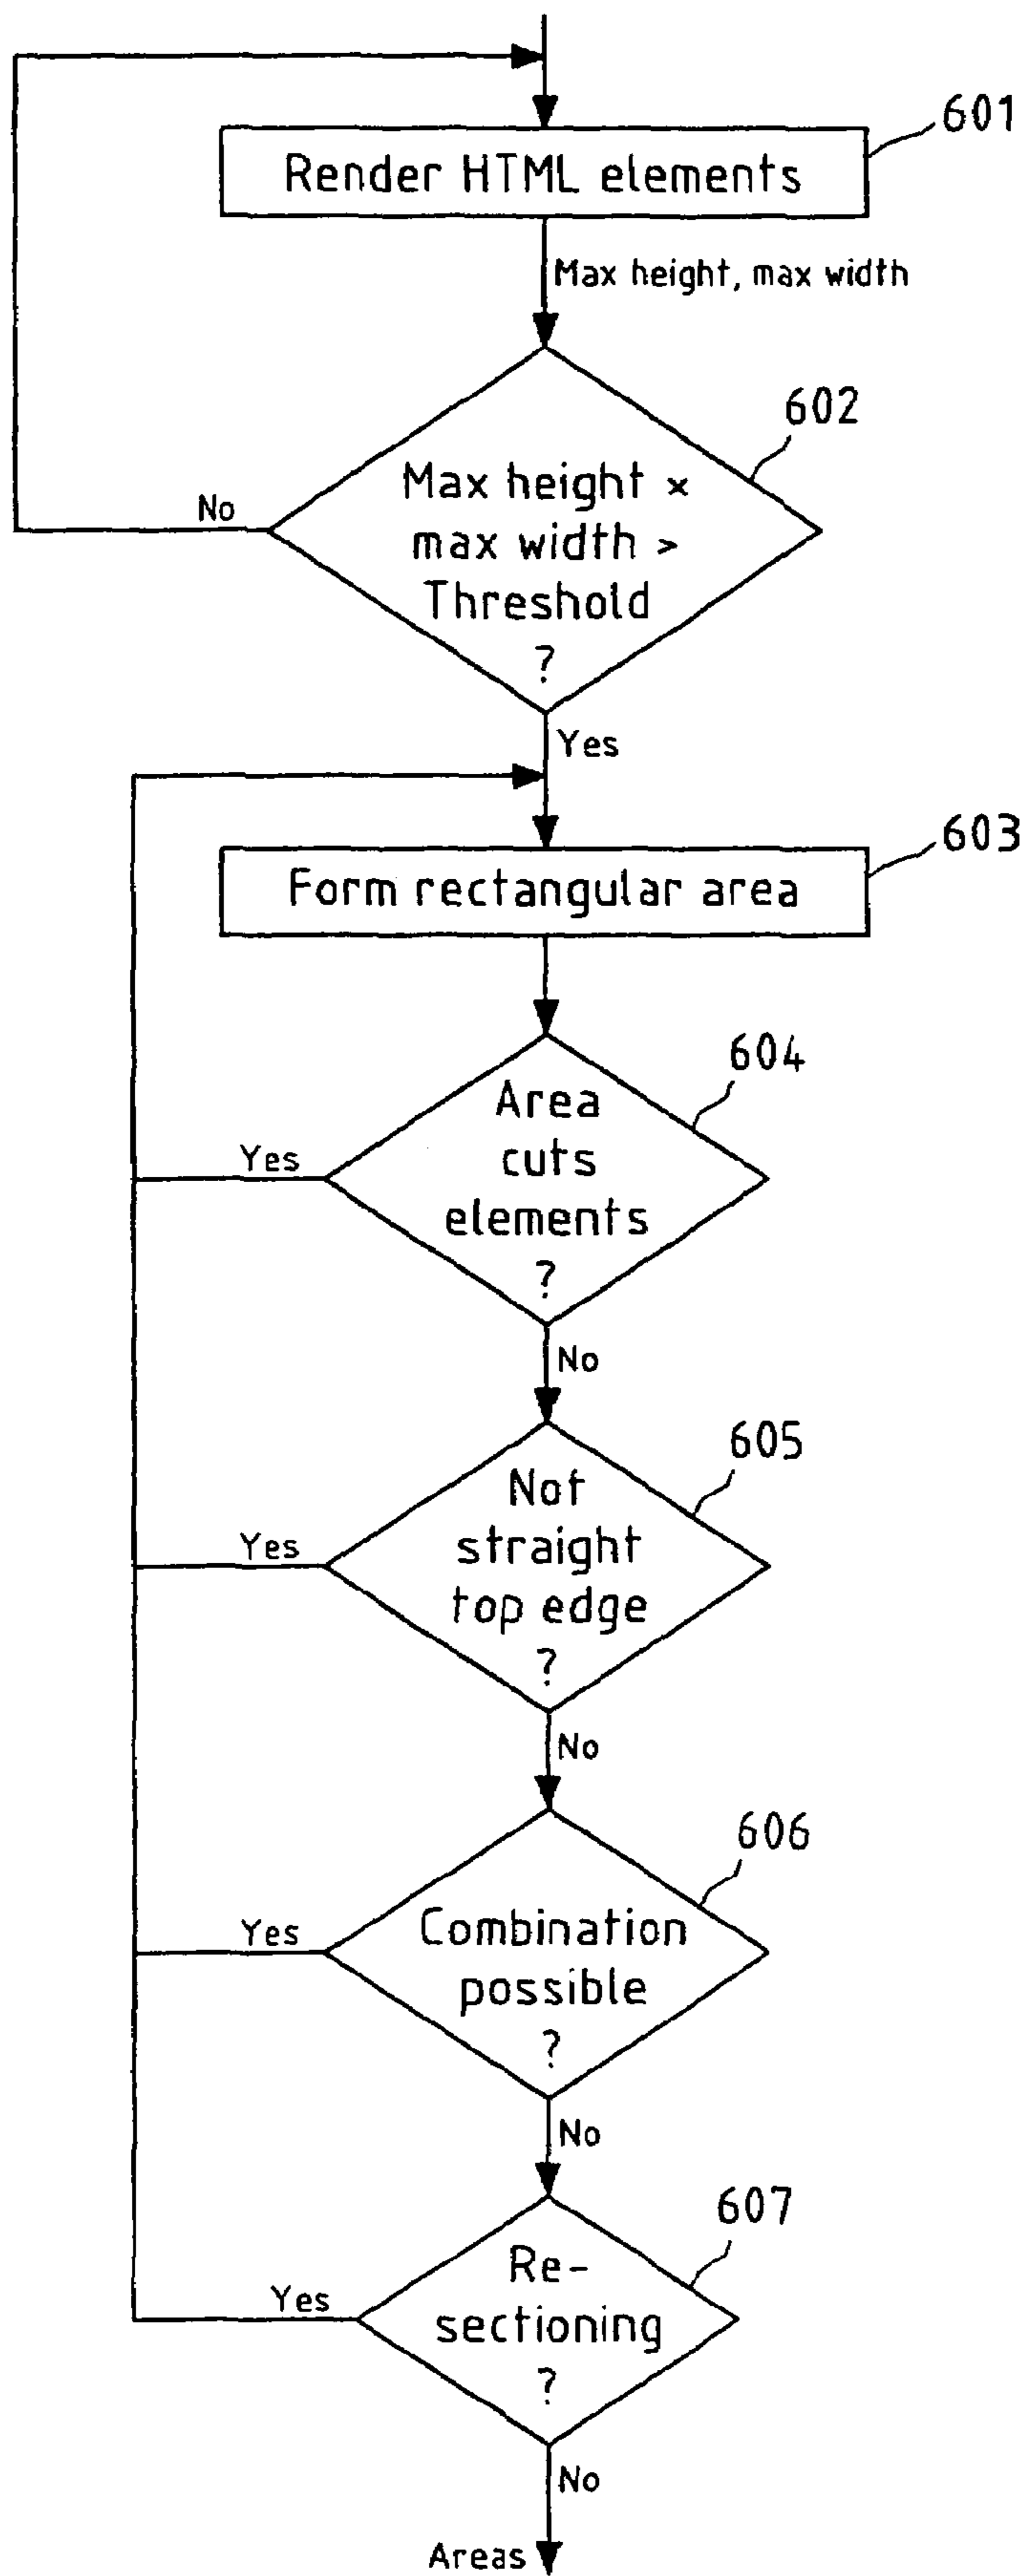 601
Render HTML elements
Max height, max width
602
Max height ×
max width >
Threshold
?
No
Yes
603
Form rectangular area
604
Area
cuts
elements
?
Yes
No
605
Not
straight
top edge
?
Yes
No
606
Combination
possible
?
Yes
No
607
Re-
sectioning
?
Yes
No
Areas